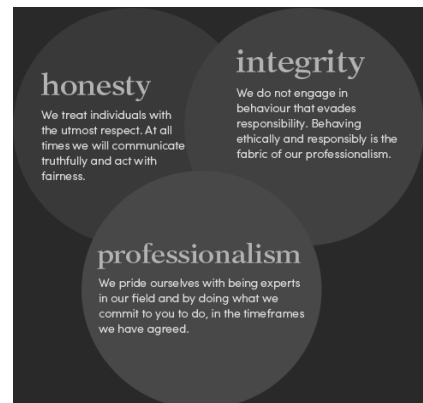 honesty
We treat individuals with
the utmost respect. At all
times we will communicate
truthfully and act with
fairness.
integrity
We do not engage in
behaviour that evades
responsibility. Behaving
ethically and responsibly is the
fabric of our professionalism.
professionalism
We pride ourselves with being experts
in our field and by doing what we
commit to you to do, in the timeframes
we have agreed.